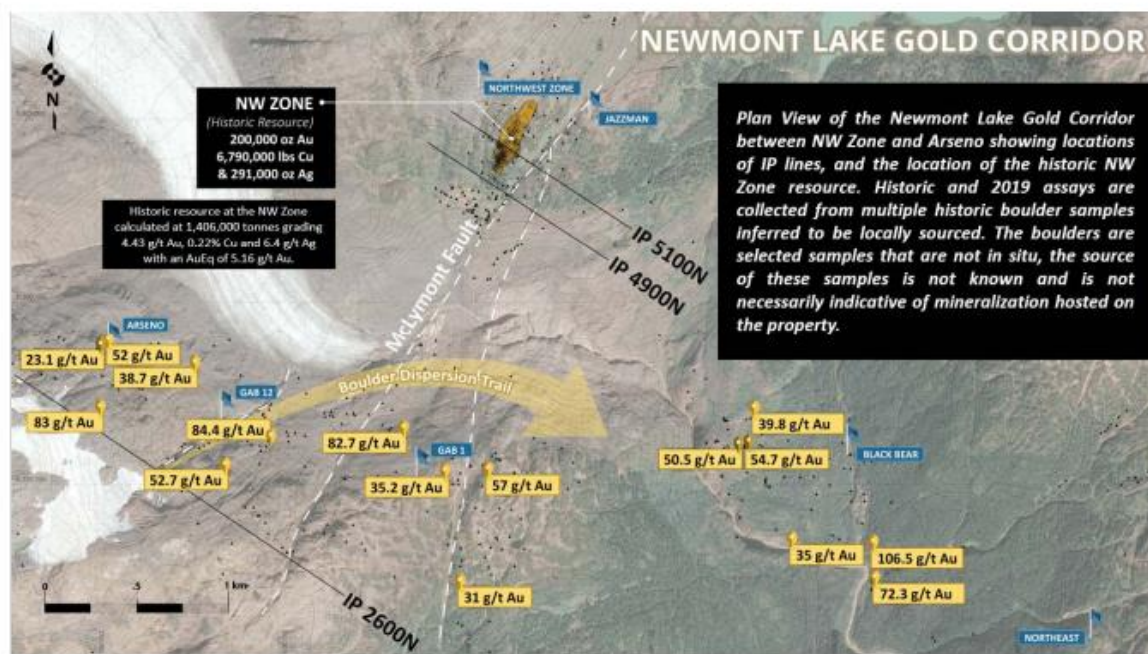 NEWMONT LAKE GOLD CORRIDOR
N
NW ZONE
(Historic Resource)
200,000 oz Au
6,790,000 lbs Cu
& 291,000 oz Ag
Historic resource at the NW Zone
calculated at 1,406,000 tonnes grading
4.43 g/t Au, 0.22% Cu and 6.4 g/t Ag
with an AuEq of 5.16 g/t Au.
NORTHWEST ZONE
JAZZMAN
Plan View of the Newmont Lake Gold Corridor
between NW Zone and Arseno showing locations
of IP lines, and the location of the historic NW
Zone resource. Historic and 2019 assays are
collected from multiple historic boulder samples
inferred to be locally sourced. The boulders are
selected samples that are not in situ, the source
of these samples is not known and is not
necessarily indicative of mineralization hosted on
the property.
IP 5100N
IP 4900N
McLymont Fault
ARSENO
23.1 g/t Au
52 g/t Au
38.7 g/t Au
Boulder Dispersion Trail
GAB 12
83 g/t Au
84.4 g/t Au
82.7 g/t Au
39.8 g/t Au
GAB 1
50.5 g/t Au
54.7 g/t Au
BLACK BEAR
52.7 g/t Au
35.2 g/t Au
57 g/t Au
35 g/t Au
106.5 g/t Au
72.3 g/t Au
31 g/t Au
0 .5 1 km
IP 2600N
NORTHEAST